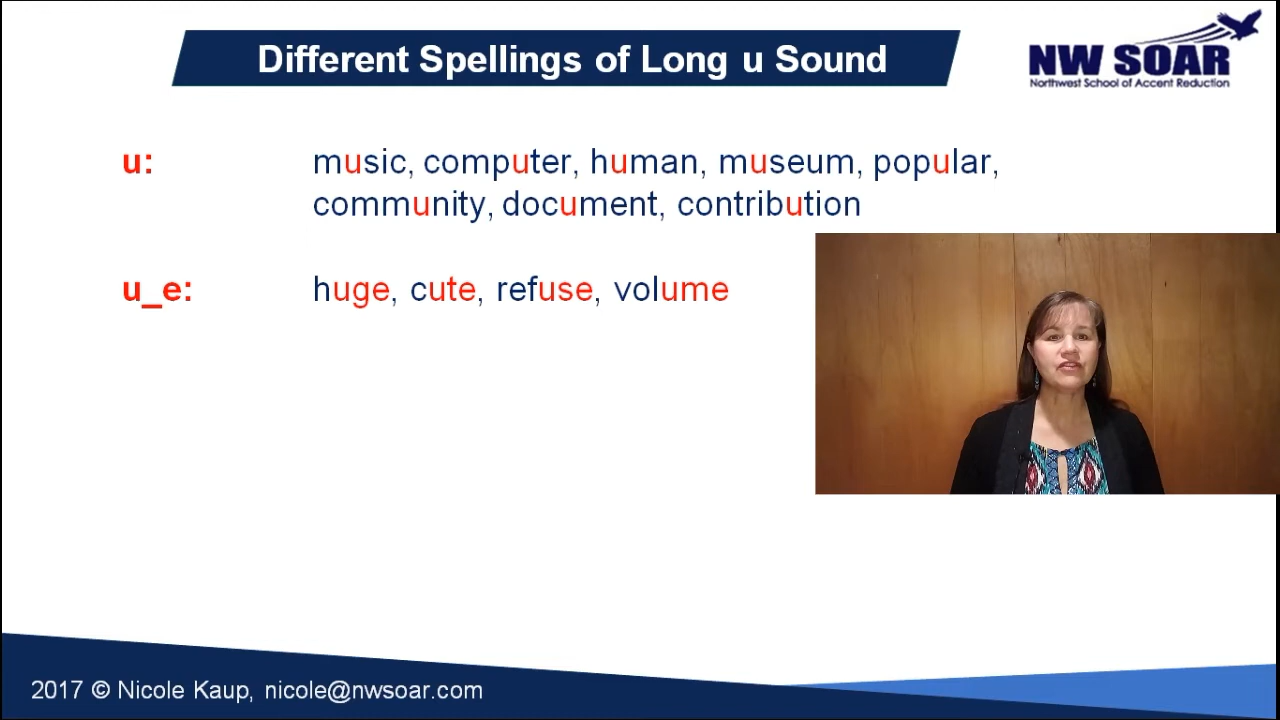 Different Spellings of Long u Sound
NW SOAR
Northwest School of Accent Reduction
u: music, computer, human, museum, popular,
community, document, contribution
u_e: huge, cute, refuse, volume
2017 © Nicole Kaup, nicole@nwsoar.com